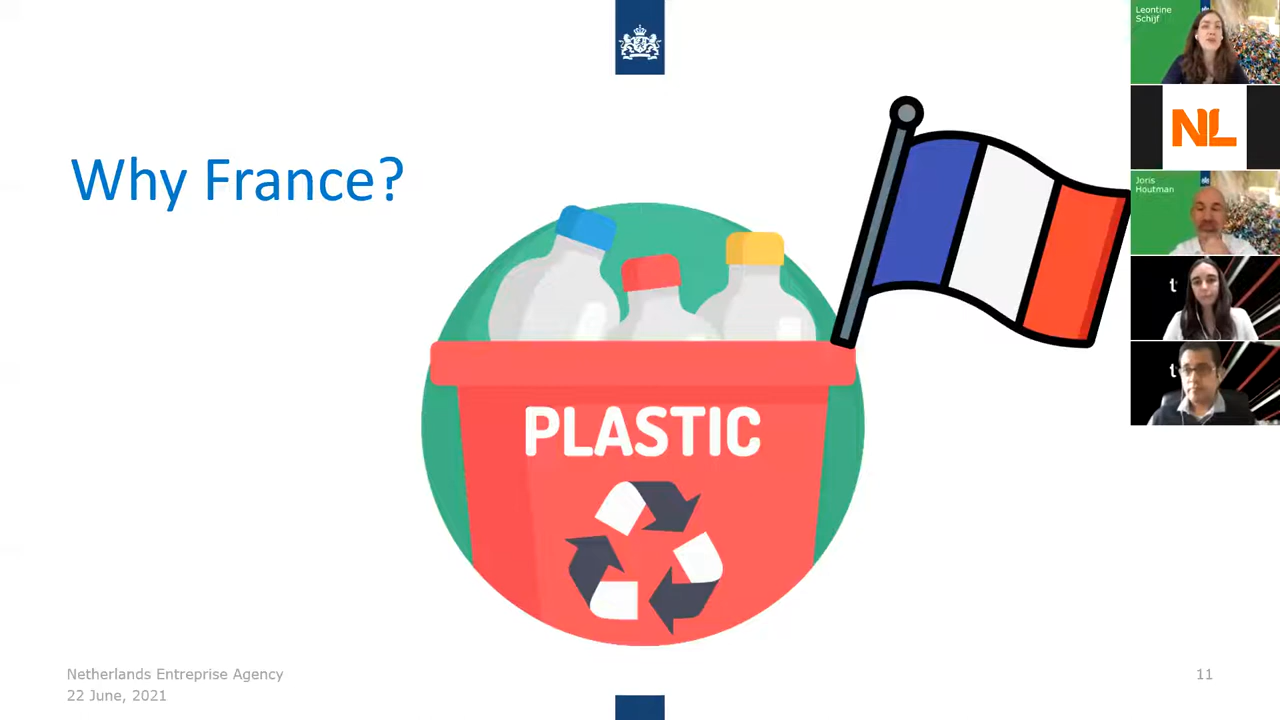 Why France?
PLASTIC
Netherlands Entreprise Agency
22 June, 2021
11
Leontine
Schijf
NL
Joris
Houtman
t
t